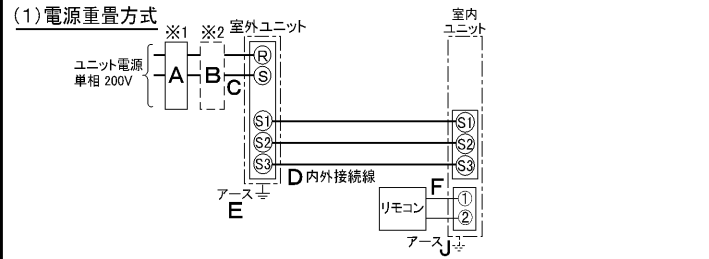 (1)電源重畳方式
※1 ※2
室外ユニット
室内
ユニット
ユニット電源
単相 200V
A
B
C
R
S
S1
S2
S3
S1
S2
S3
D 内外接続線
アース
E
F
リモコン
①
②
アース J